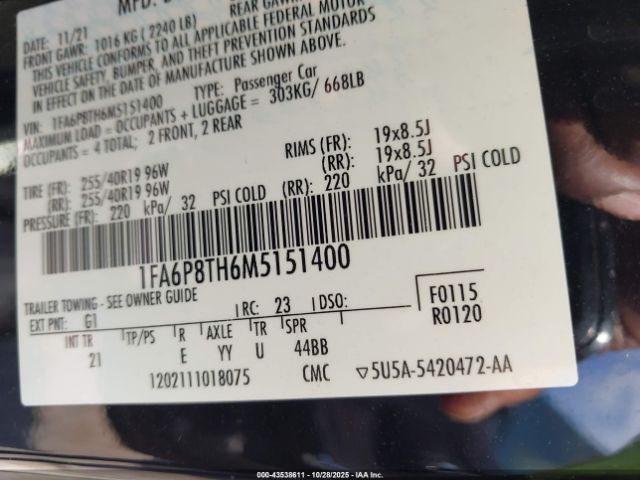 MFD. B
DATE: 11/21
REAR GAWR:
FRONT GAWR: 1016 KG ( 2240 LB)
THIS VEHICLE CONFORMS TO ALL APPLICABLE FEDERAL MOTOR
VEHICLE SAFETY, BUMPER, AND THEFT PREVENTION STANDARDS
IN EFFECT ON THE DATE OF MANUFACTURE SHOWN ABOVE.
VIN: 1FA6P8TH6M5151400 TYPE: Passenger Car
MAXIMUM LOAD = OCCUPANTS + LUGGAGE = 303KG/ 668LB
OCCUPANTS = 4 TOTAL; 2 FRONT, 2 REAR
TIRE (FR): 255/40R19 96W RIMS (FR): 19x8.5J
(RR): 255/40R19 96W (RR): 19x8.5J
PRESSURE (FR): 220 kPa/ 32 PSI COLD (RR): 220 kPa/ 32 PSI COLD
1FA6P8TH6M5151400
TRAILER TOWING - SEE OWNER GUIDE
EXT PNT: G1 RC: 23 DSO: F0115
R0120
INT TR TP/PS R AXLE TR SPR
21 E YY U 44BB
1202111018075 CMC ▽5U5A-5420472-AA
000-43538611 - 10/28/2025 - IAA Inc.